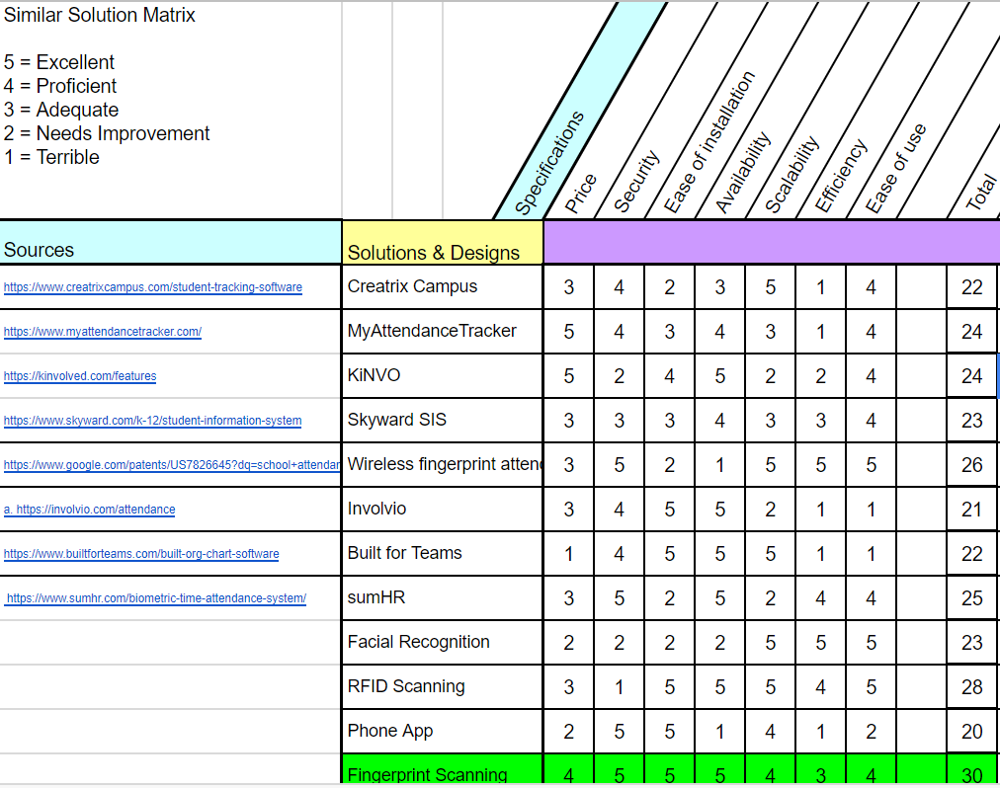 Similar Solution Matrix
5 = Excellent
4 = Proficient
3 = Adequate
2 = Needs Improvement
1 = Terrible
Specifications
Price
Security
Ease of installation
Availability
Scalability
Efficiency
Ease of use
Total
Sources Solutions & Designs
https://www.creatrixcampus.com/student-tracking-software Creatrix Campus 3 4 2 3 5 1 4 22
https://www.myattendancetracker.com/ MyAttendanceTracker 5 4 3 4 3 1 4 24
https://kinvolved.com/features KiNVO 5 2 4 5 2 2 4 24
https://www.skyward.com/k-12/student-information-system Skyward SIS 3 3 3 4 3 3 4 23
https://www.google.com/patents/US7826645?dq=school+attendar Wireless fingerprint atten 3 5 2 1 5 5 5 26
a. https://involvio.com/attendance Involvio 3 4 5 5 2 1 1 21
https://www.builtforteams.com/built-org-chart-software Built for Teams 1 4 5 5 5 1 1 22
https://www.sumhr.com/biometric-time-attendance-system/ sumHR 3 5 2 5 2 4 4 25
Facial Recognition 2 2 2 2 5 5 5 23
RFID Scanning 3 1 5 5 5 4 5 28
Phone App 2 5 5 1 4 1 2 20
Fingerprint Scanning 4 5 5 5 4 3 4 30